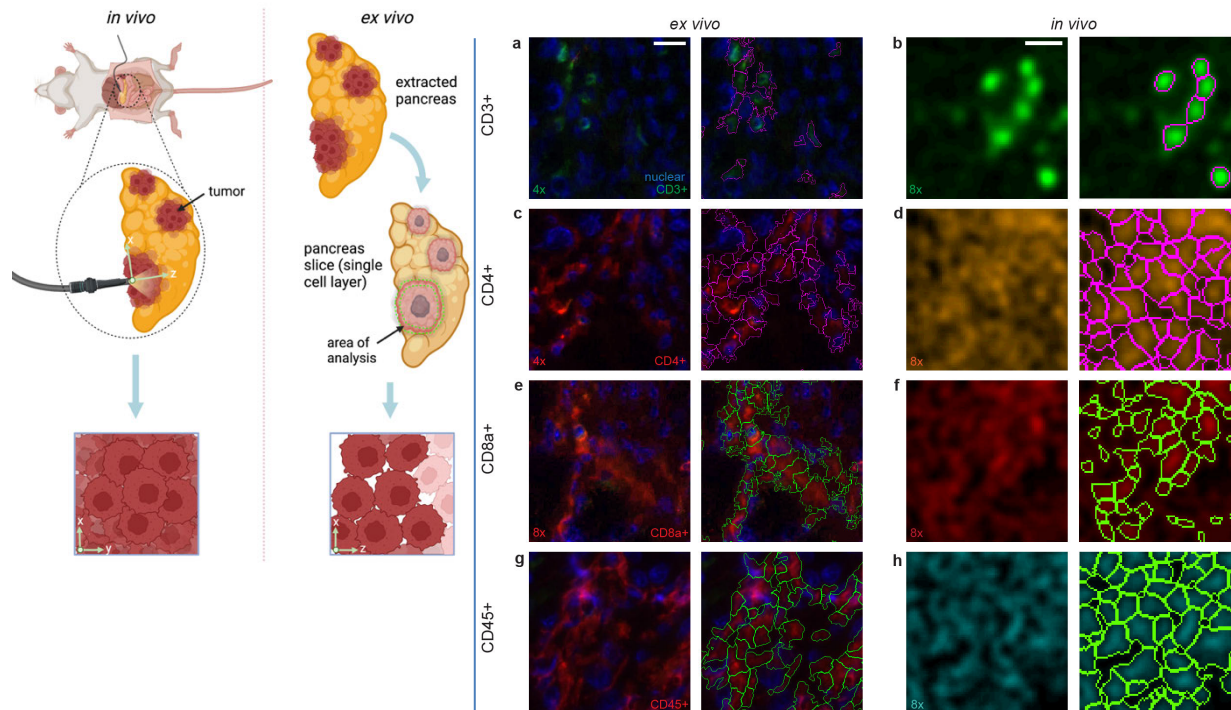 in vivo
ex vivo
extracted
pancreas
tumor
x
z
pancreas
slice (single
cell layer)
area of
analysis
x
y
x
z
ex vivo
in vivo
CD3+
a
nuclear
4x
CD3+
b
8x
CD4+
c
4x
CD4+
d
8x
CD8a+
e
8x
CD8a+
f
8x
CD45+
g
CD45+
h
8x